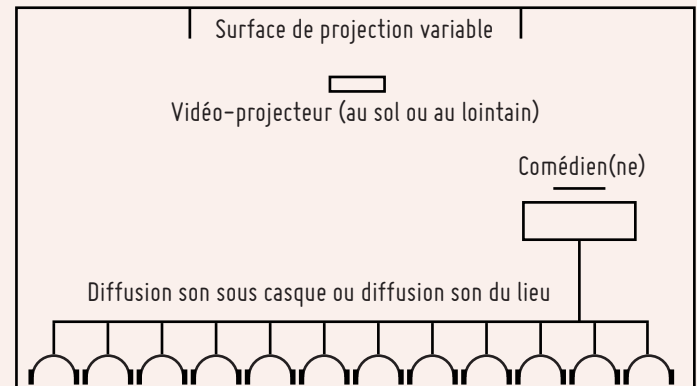 Surface de projection variable
Vidéo-projecteur (au sol ou au lointain)
Comédien(ne)
Diffusion son sous casque ou diffusion son du lieu